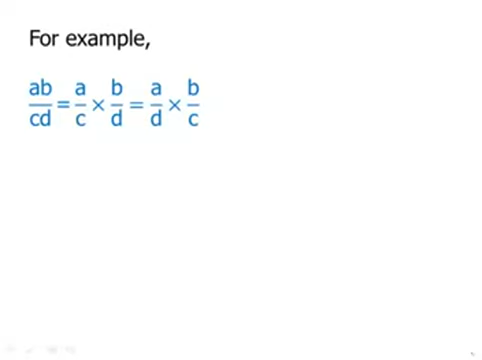 For example,
ab/cd = a/c × b/d = a/d × b/c